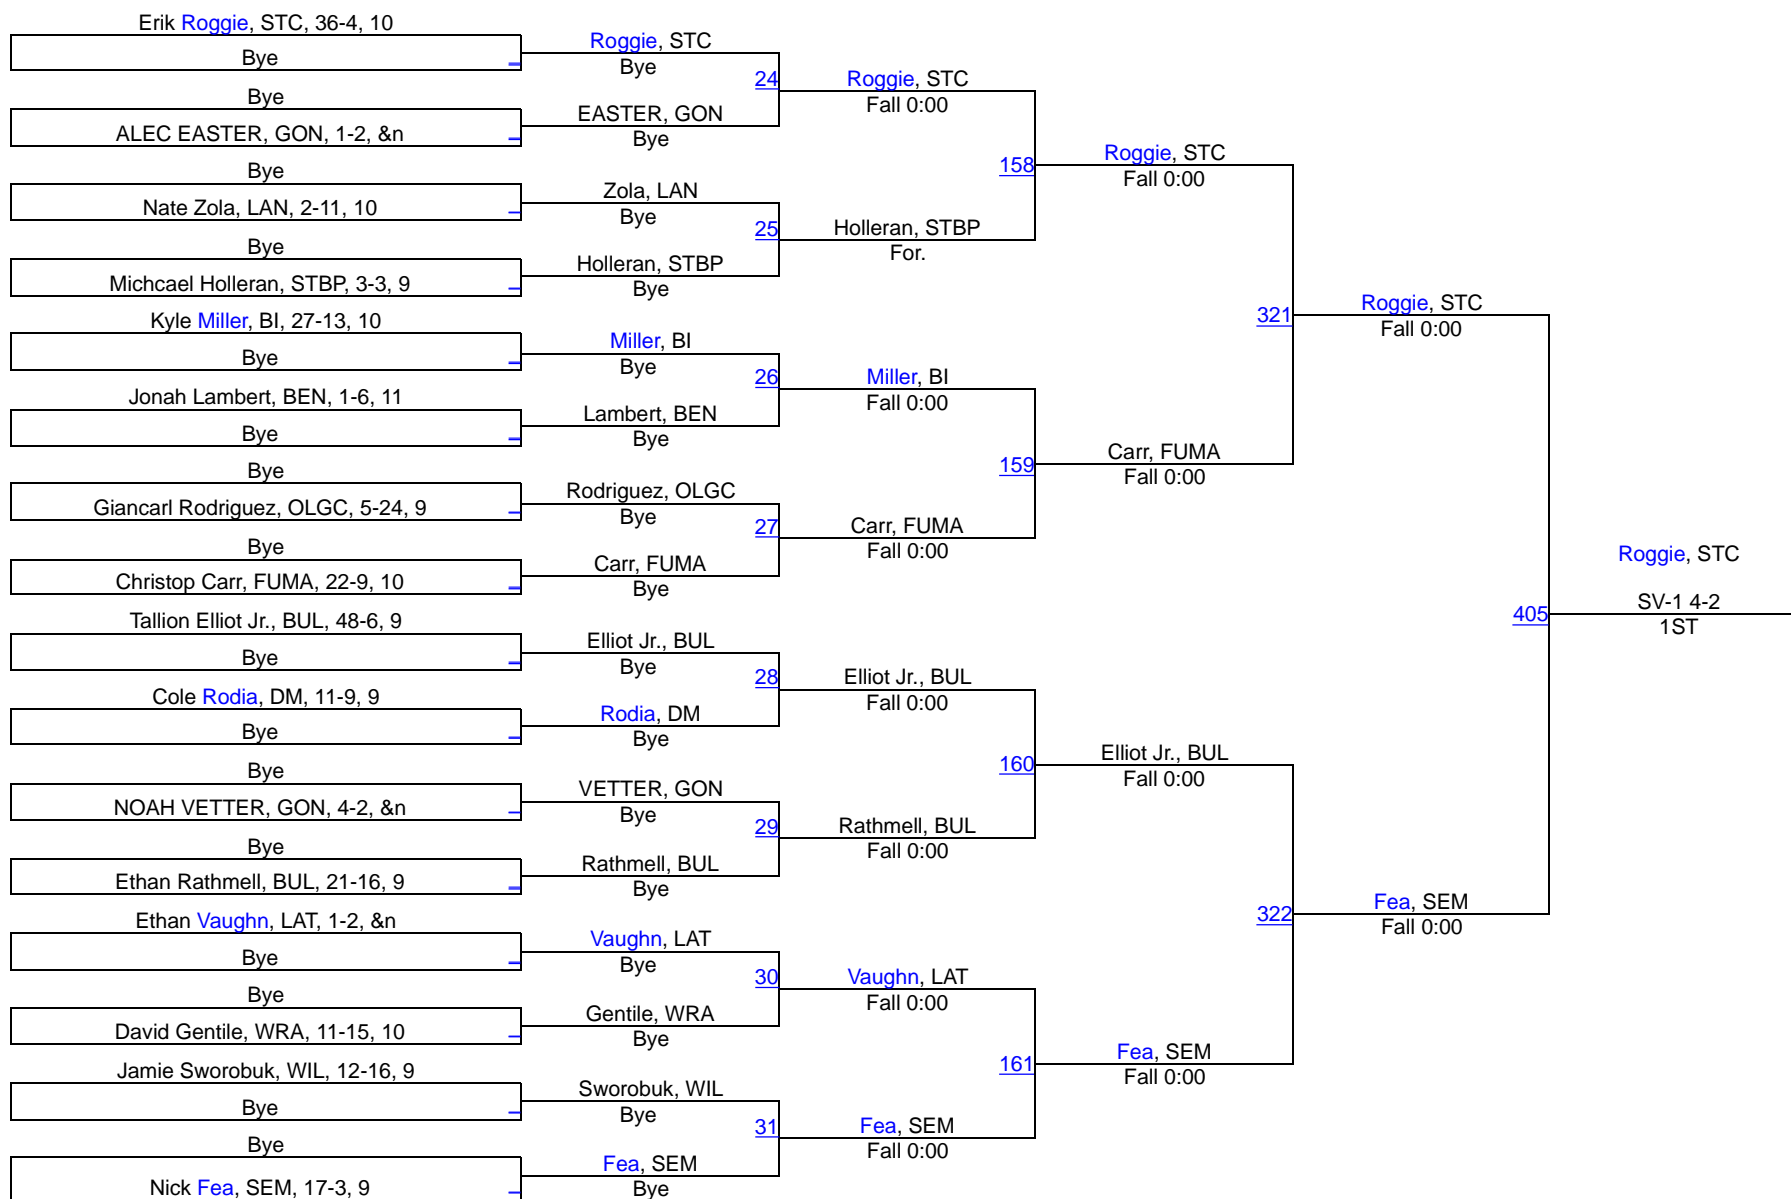 Erik Roggie, STC, 36-4, 10
Bye
Bye
ALEC EASTER, GON, 1-2, &n
Bye
Nate Zola, LAN, 2-11, 10
Bye
Michcael Holleran, STBP, 3-3, 9
Kyle Miller, BI, 27-13, 10
Bye
Jonah Lambert, BEN, 1-6, 11
Bye
Bye
Giancarl Rodriguez, OLGC, 5-24, 9
Bye
Christop Carr, FUMA, 22-9, 10
Tallion Elliot Jr., BUL, 48-6, 9
Bye
Cole Rodia, DM, 11-9, 9
Bye
Bye
NOAH VETTER, GON, 4-2, &n
Bye
Ethan Rathmell, BUL, 21-16, 9
Ethan Vaughn, LAT, 1-2, &n
Bye
Bye
David Gentile, WRA, 11-15, 10
Jamie Sworobuk, WIL, 12-16, 9
Bye
Bye
Nick Fea, SEM, 17-3, 9
Roggie, STC
Bye
24
EASTER, GON
Bye
Zola, LAN
Bye
25
Holleran, STBP
Bye
Miller, BI
Bye
26
Lambert, BEN
Bye
Rodriguez, OLGC
Bye
27
Carr, FUMA
Bye
Elliot Jr., BUL
Bye
28
Rodia, DM
Bye
VETTER, GON
Bye
29
Rathmell, BUL
Bye
Vaughn, LAT
Bye
30
Gentile, WRA
Bye
Sworobuk, WIL
Bye
31
Fea, SEM
Bye
Roggie, STC
Fall 0:00
158
Holleran, STBP
For.
Miller, BI
Fall 0:00
159
Carr, FUMA
Fall 0:00
Elliot Jr., BUL
Fall 0:00
160
Rathmell, BUL
Fall 0:00
Vaughn, LAT
Fall 0:00
161
Fea, SEM
Fall 0:00
Roggie, STC
Fall 0:00
321
Carr, FUMA
Fall 0:00
Elliot Jr., BUL
Fall 0:00
322
Fea, SEM
Fall 0:00
Roggie, STC
Fall 0:00
405
Fea, SEM
Fall 0:00
Roggie, STC
SV-1 4-2
1ST